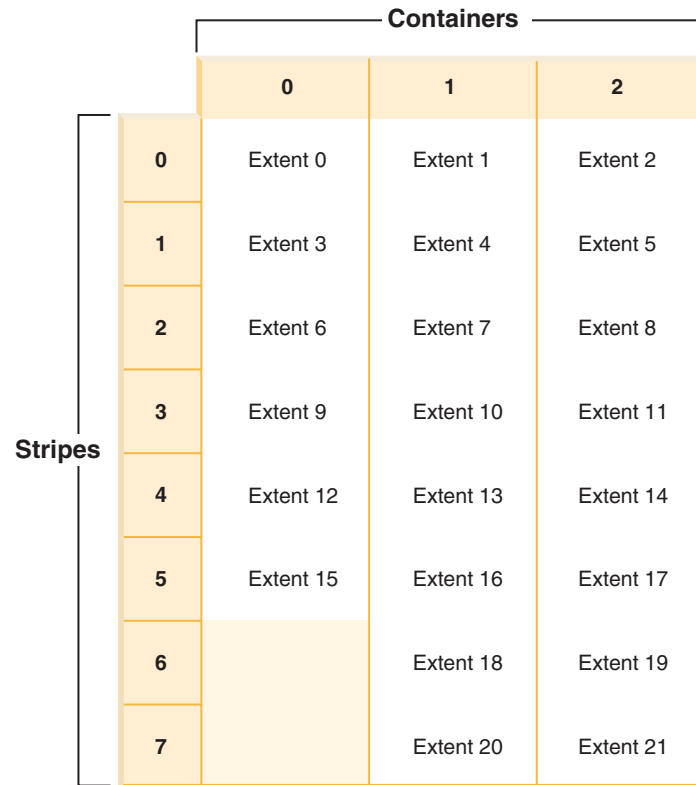 Containers
0 1 2
0 Extent 0 Extent 1 Extent 2
1 Extent 3 Extent 4 Extent 5
2 Extent 6 Extent 7 Extent 8
3 Extent 9 Extent 10 Extent 11
Stripes
4 Extent 12 Extent 13 Extent 14
5 Extent 15 Extent 16 Extent 17
6 Extent 18 Extent 19
7 Extent 20 Extent 21